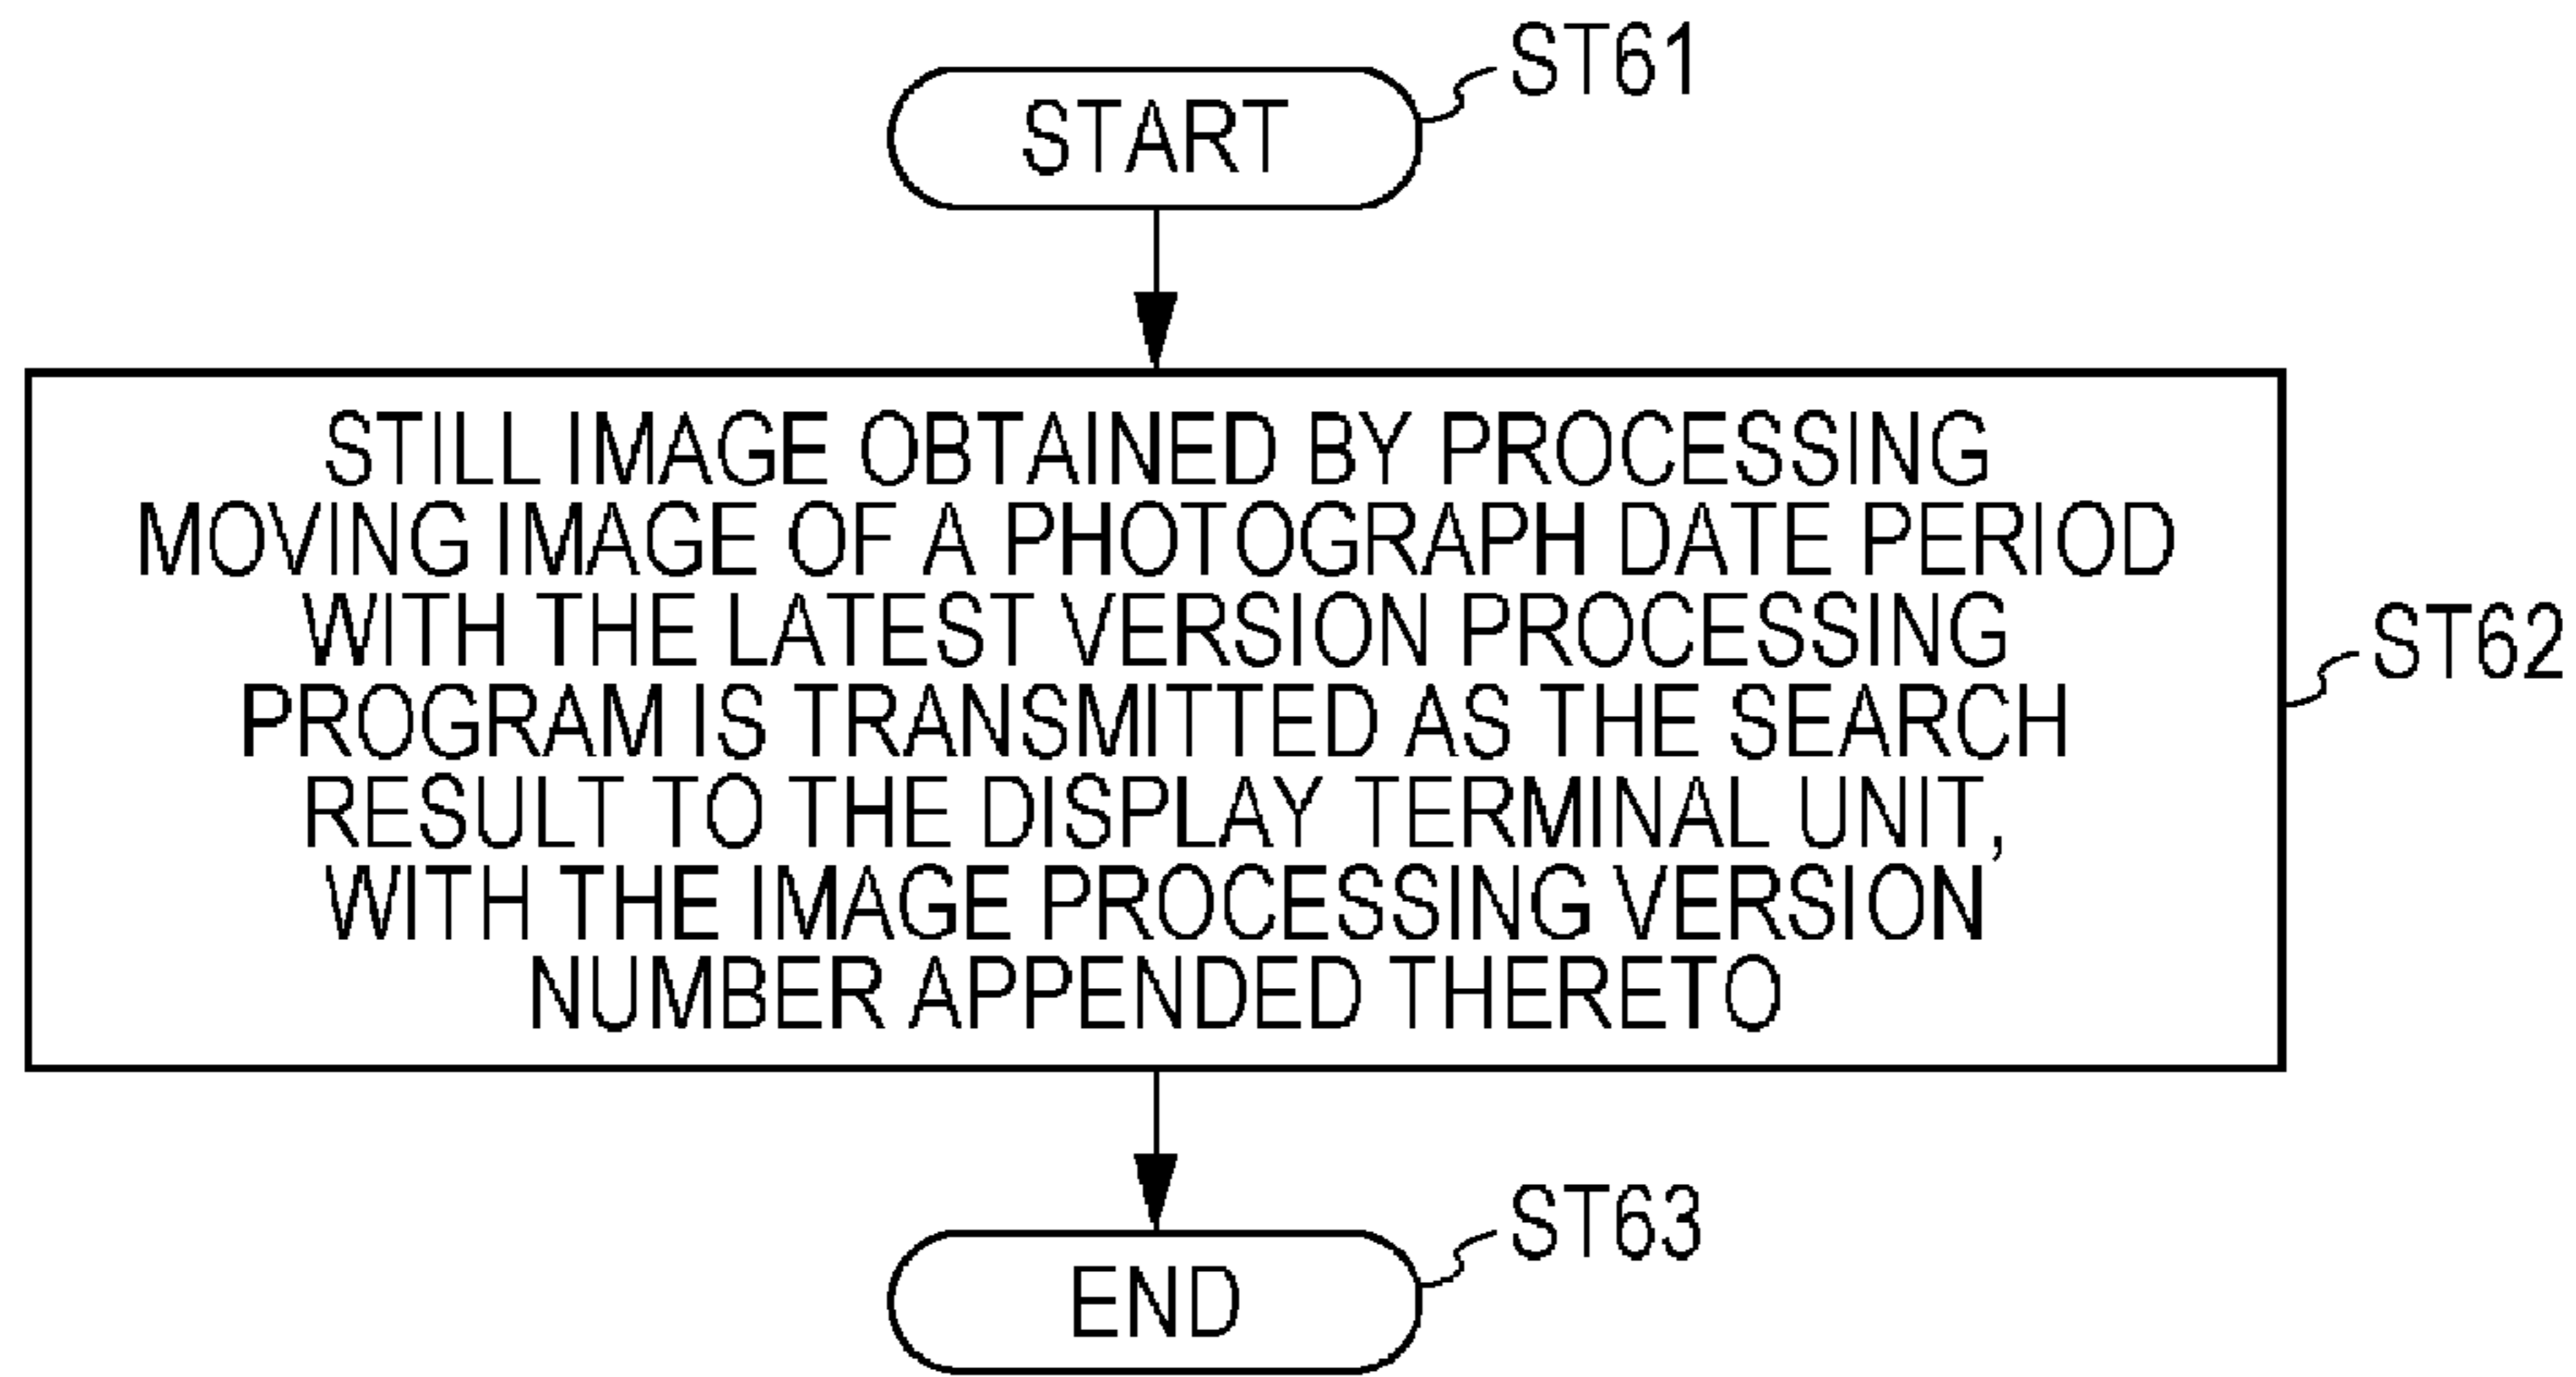 ST61
START
STILL IMAGE OBTAINED BY PROCESSING
MOVING IMAGE OF A PHOTOGRAPH DATE PERIOD
WITH THE LATEST VERSION PROCESSING
PROGRAM IS TRANSMITTED AS THE SEARCH
RESULT TO THE DISPLAY TERMINAL UNIT,
WITH THE IMAGE PROCESSING VERSION
NUMBER APPENDED THERETO
ST62
ST63
END